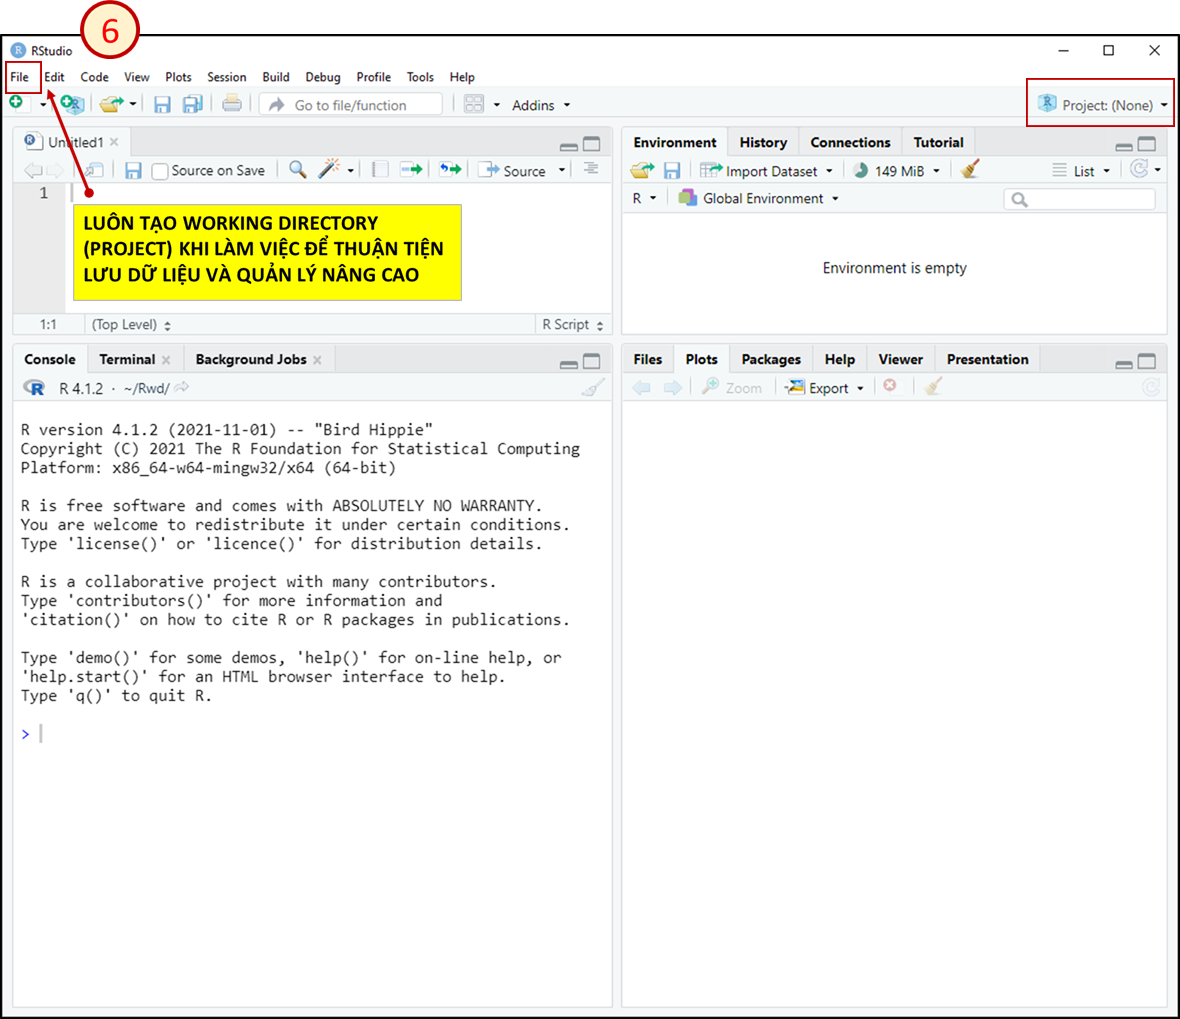 6
RStudio
File Edit Code View Plots Session Build Debug Profile Tools Help
Go to file/function Addins Project: (None)
Untitled1
Source on Save Source
1
LUÔN TẠO WORKING DIRECTORY
(PROJECT) KHI LÀM VIỆC ĐỂ THUẬN TIỆN
LƯU DỮ LIỆU VÀ QUẢN LÝ NÂNG CAO
1:1 (Top Level) R Script
Environment History Connections Tutorial
Import Dataset 149 MiB List
R Global Environment
Environment is empty
Console Terminal Background Jobs
R 4.1.2 · ~/Rwd/
R version 4.1.2 (2021-11-01) -- "Bird Hippie"
Copyright (C) 2021 The R Foundation for Statistical Computing
Platform: x86_64-w64-mingw32/x64 (64-bit)
R is free software and comes with ABSOLUTELY NO WARRANTY.
You are welcome to redistribute it under certain conditions.
Type 'license()' or 'licence()' for distribution details.
R is a collaborative project with many contributors.
Type 'contributors()' for more information and
'citation()' on how to cite R or R packages in publications.
Type 'demo()' for some demos, 'help()' for on-line help, or
'help.start()' for an HTML browser interface to help.
Type 'q()' to quit R.
>
Files Plots Packages Help Viewer Presentation
Zoom Export